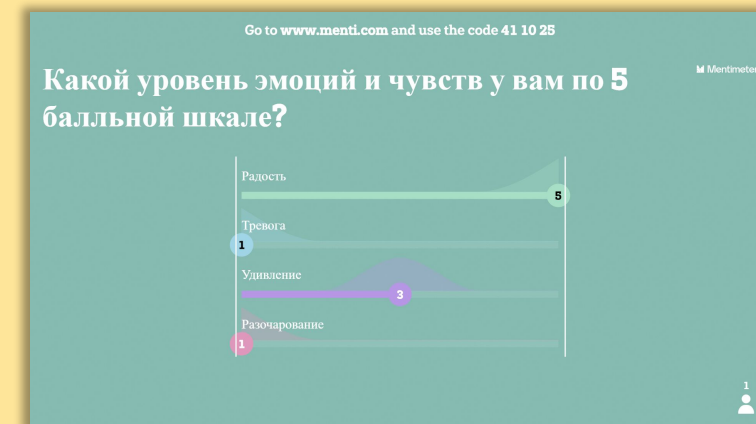 Go to www.menti.com and use the code 41 10 25
Mentimeter
Какой уровень эмоций и чувств у вам по 5
балльной шкале?
Радость
5
Тревога
1
Удивление
3
Разочарование
1
1